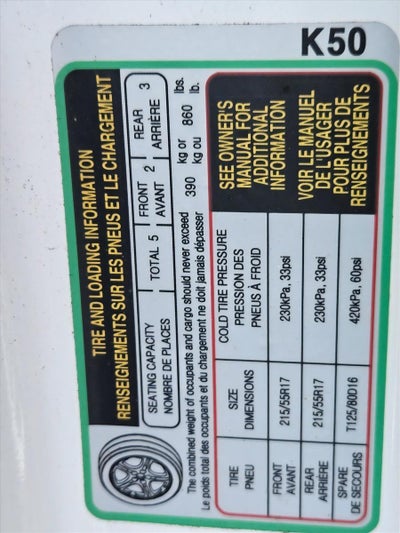 K50
TIRE AND LOADING INFORMATION
RENSEIGNEMENTS SUR LES PNEUS ET LE CHARGEMENT
SEATING CAPACITY TOTAL 5 FRONT 2 REAR 3
NOMBRE DE PLACES AVANT ARRIÈRE
The combined weight of occupants and cargo should never exceed 390 kg or 860 lbs.
Le poids total des occupants et du chargement ne doit jamais dépasser kg ou lb.
TIRE SIZE COLD TIRE PRESSURE
PNEU DIMENSIONS PRESSION DES
PNEUS À FROID
FRONT 215/55R17 230kPa, 33psi
AVANT
REAR 215/55R17 230kPa, 33psi
ARRIÈRE
SPARE T125/80D16 420kPa, 60psi
DE SECOURS
SEE OWNER'S
MANUAL FOR
ADDITIONAL
INFORMATION
VOIR LE MANUEL
DE L'USAGER
POUR PLUS DE
RENSEIGNEMENTS